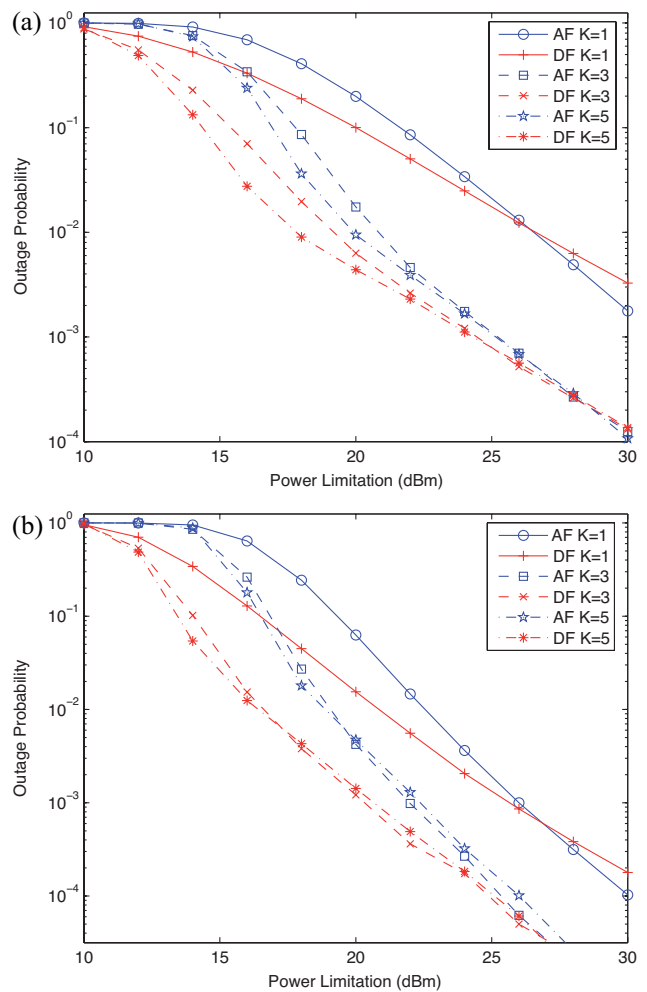 (a)
10^0
10^-1
10^-2
10^-3
10^-4
Outage Probability
AF K=1
DF K=1
AF K=3
DF K=3
AF K=5
DF K=5
10 15 20 25 30
Power Limitation (dBm)
(b)
10^0
10^-1
10^-2
10^-3
10^-4
Outage Probability
AF K=1
DF K=1
AF K=3
DF K=3
AF K=5
DF K=5
10 15 20 25 30
Power Limitation (dBm)